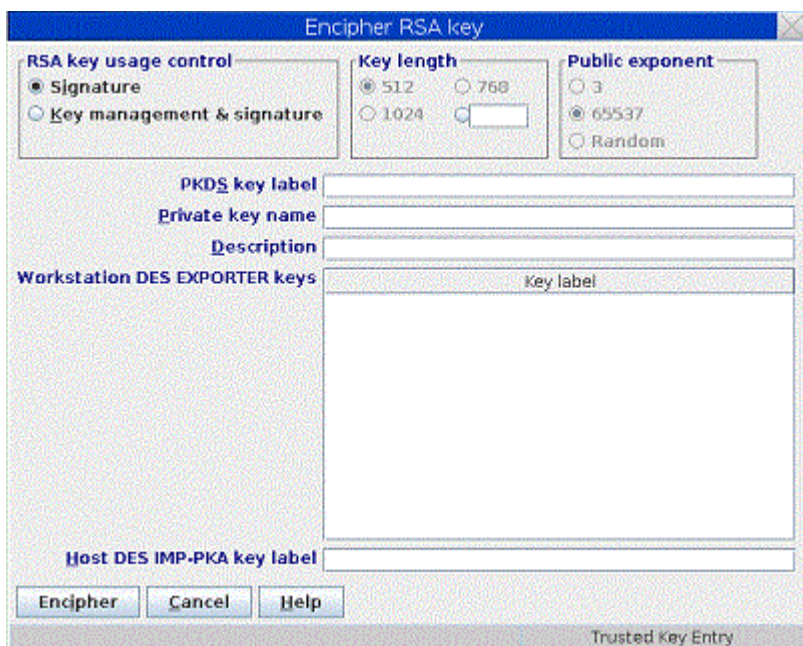 Encipher RSA key
RSA key usage control
Signature
Key management & signature
Key length
512 768
1024
Public exponent
3
65537
Random
PKDS key label
Private key name
Description
Workstation DES EXPORTER keys
Key label
Host DES IMP-PKA key label
Encipher Cancel Help
Trusted Key Entry